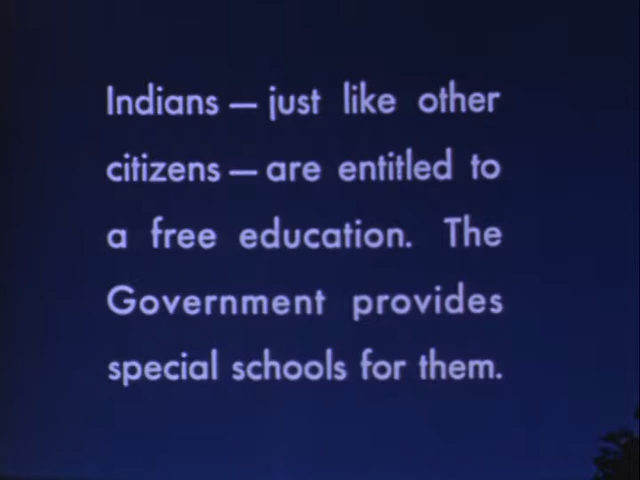 Indians — just like other
citizens — are entitled to
a free education. The
Government provides
special schools for them.